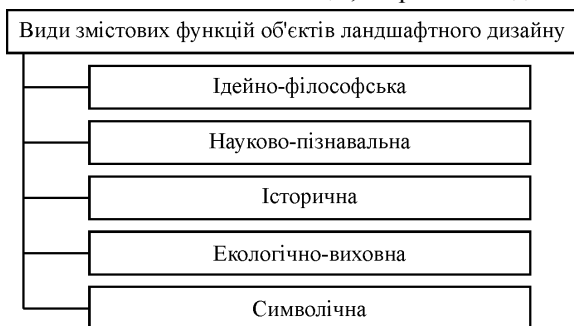 Види змістових функцій об'єктів ландшафтного дизайну
Ідейно-філософська
Науково-пізнавальна
Історична
Екологічно-виховна
Символічна